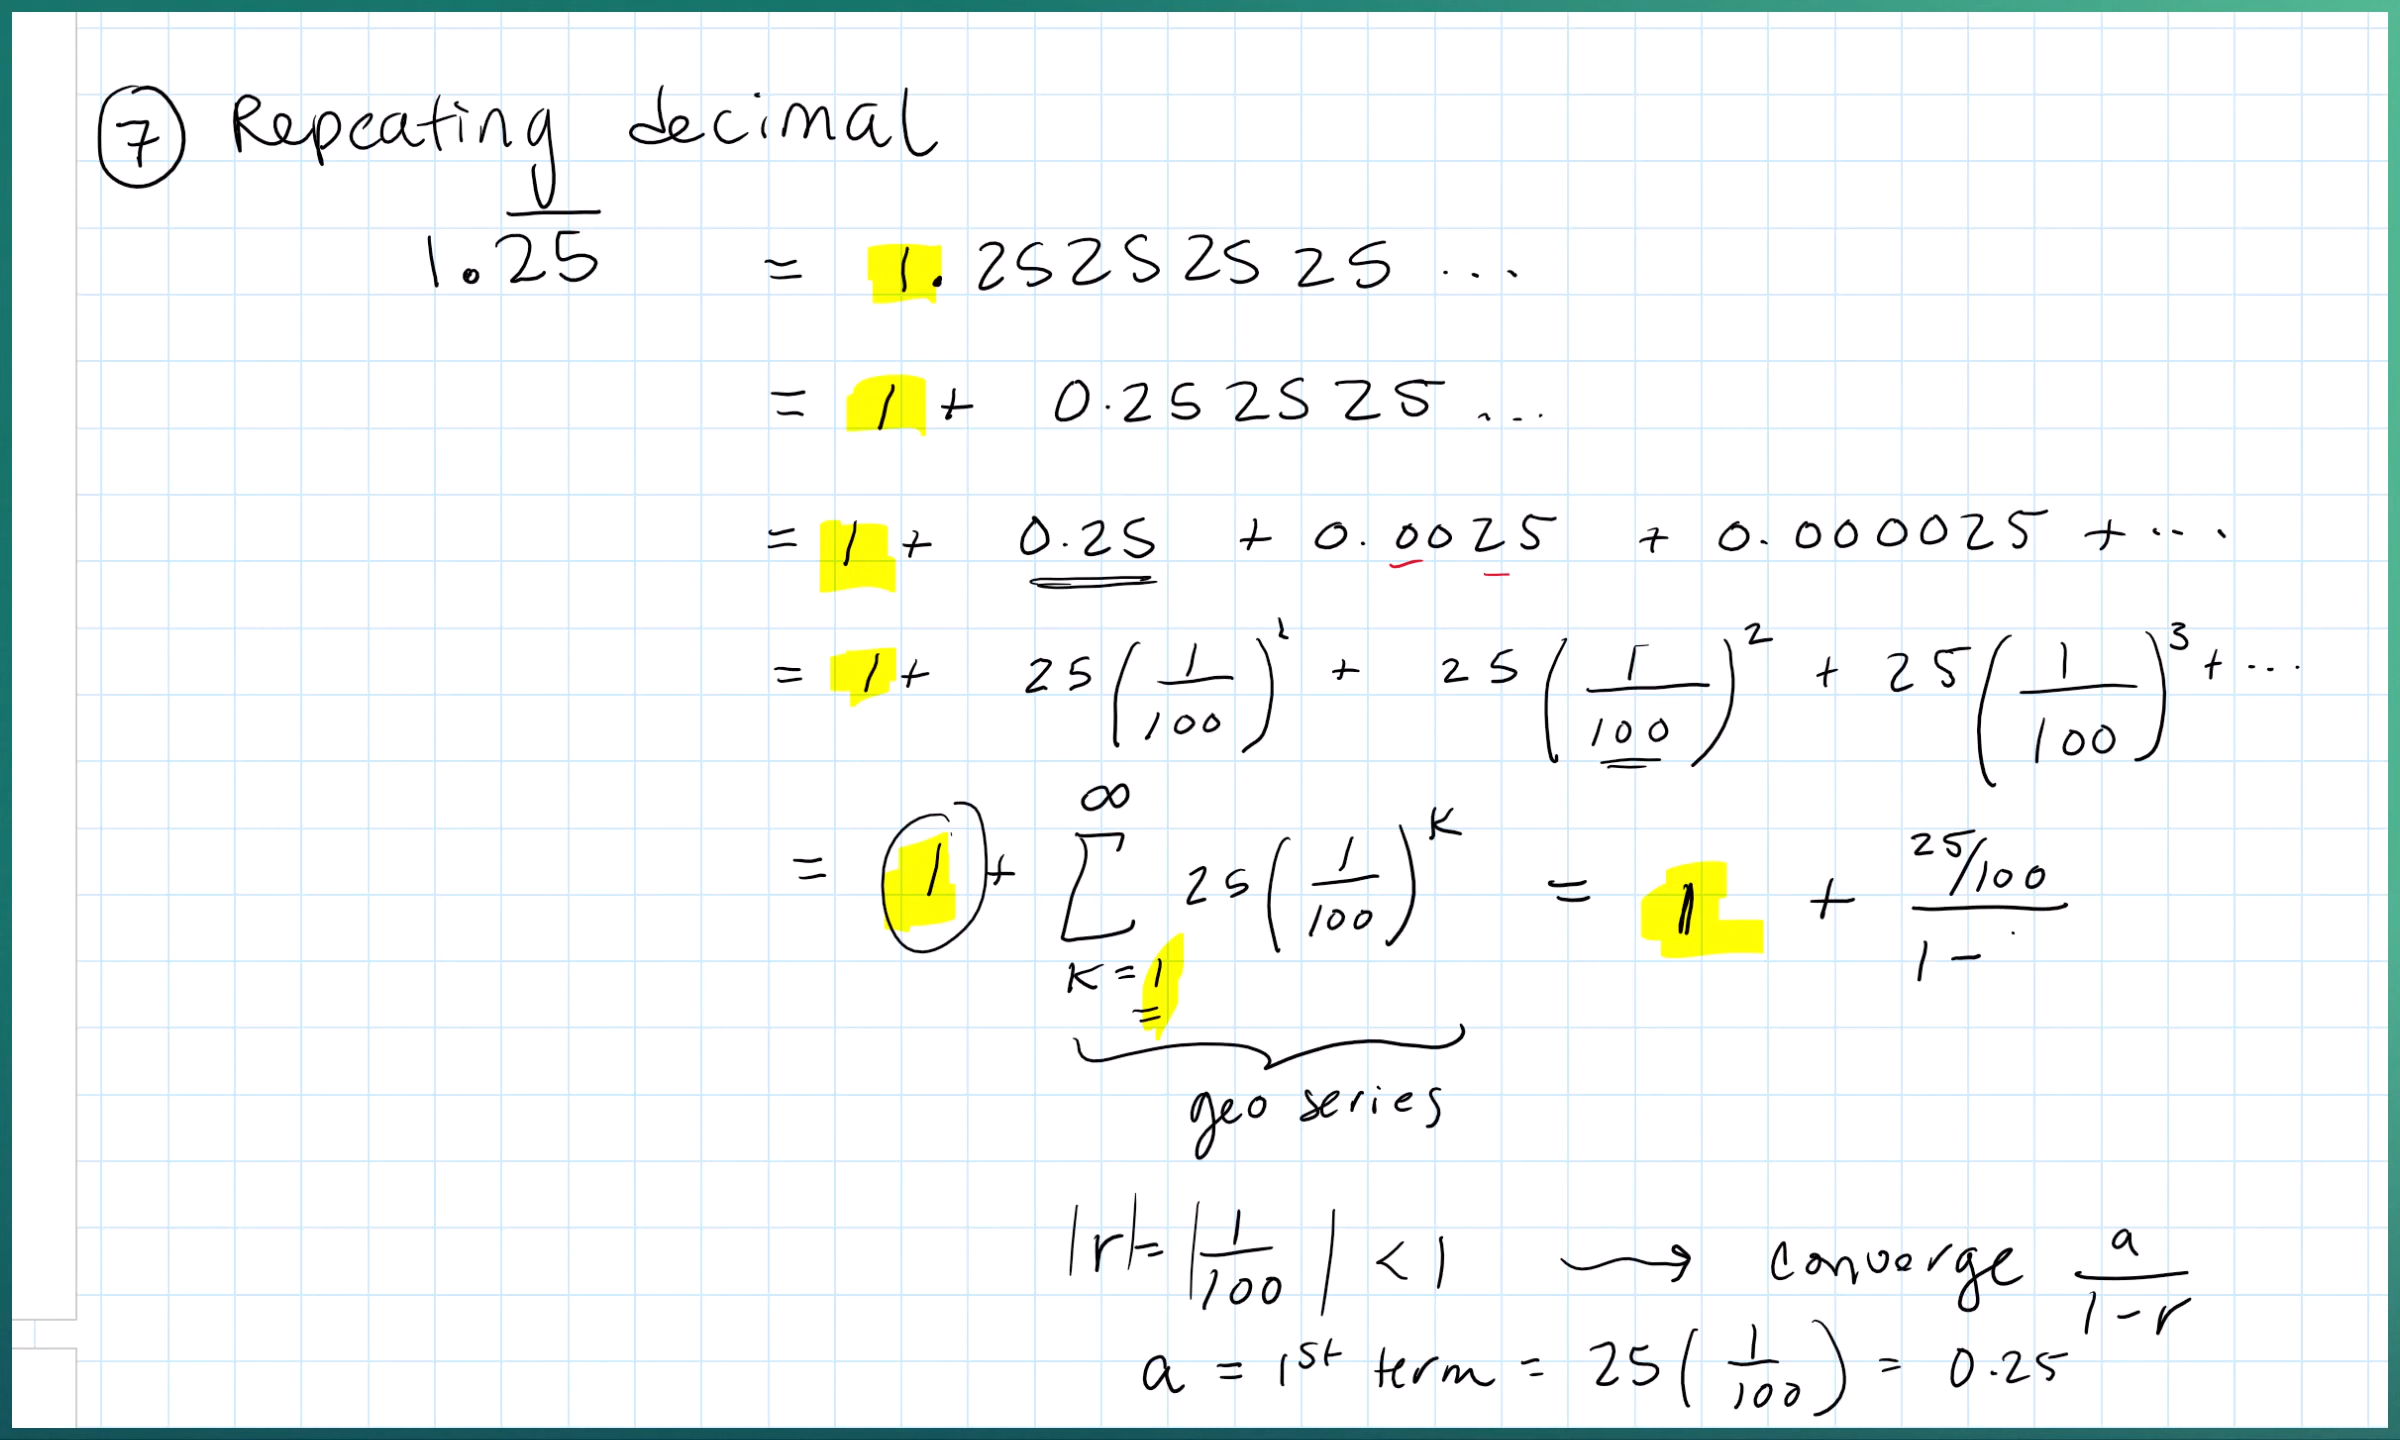 ⑦ Repeating decimal
1.2̅5̅ = 1.25252525...
= 1 + 0.252525...
= 1 + 0.25 + 0.0025 + 0.000025 + ...
= 1 + 25(1/100)^1 + 25(1/100)^2 + 25(1/100)^3 + ...
= 1 + ∑_{K=1}^{∞} 25(1/100)^K = 1 + (25/100)/(1-
geo series
|r| = |1/100| < 1 → converge a/(1-r)
a = 1st term = 25(1/100) = 0.25